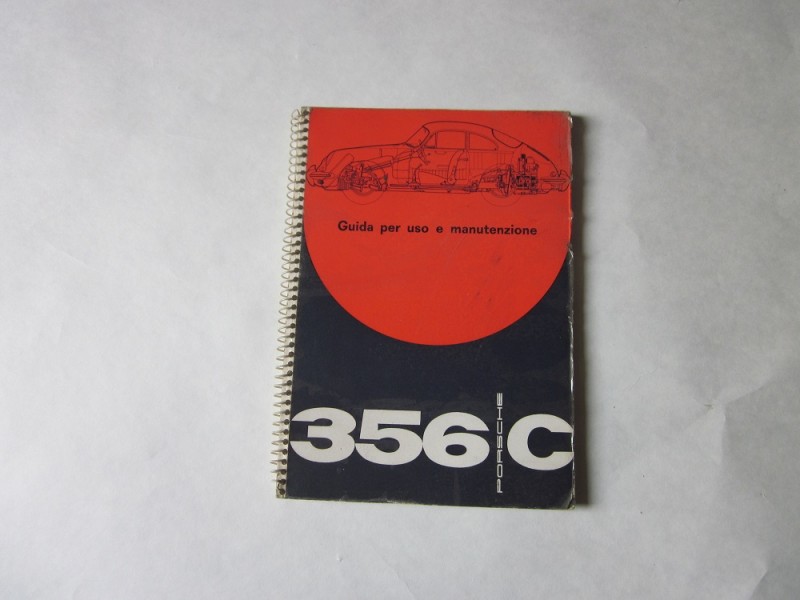 Guida per uso e manutenzione
356 PORSCHE C